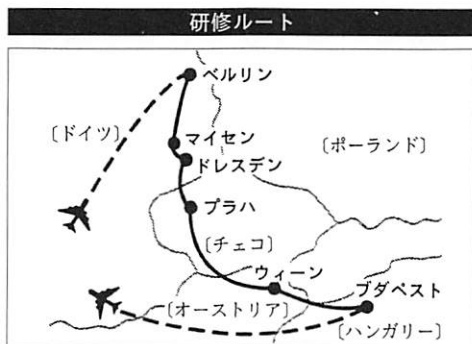 研修ルート
ベルリン
〔ドイツ〕
マイセン
〔ポーランド〕
ドレスデン
プラハ
〔チェコ〕
ウィーン
ブダペスト
〔オーストリア〕
〔ハンガリー〕